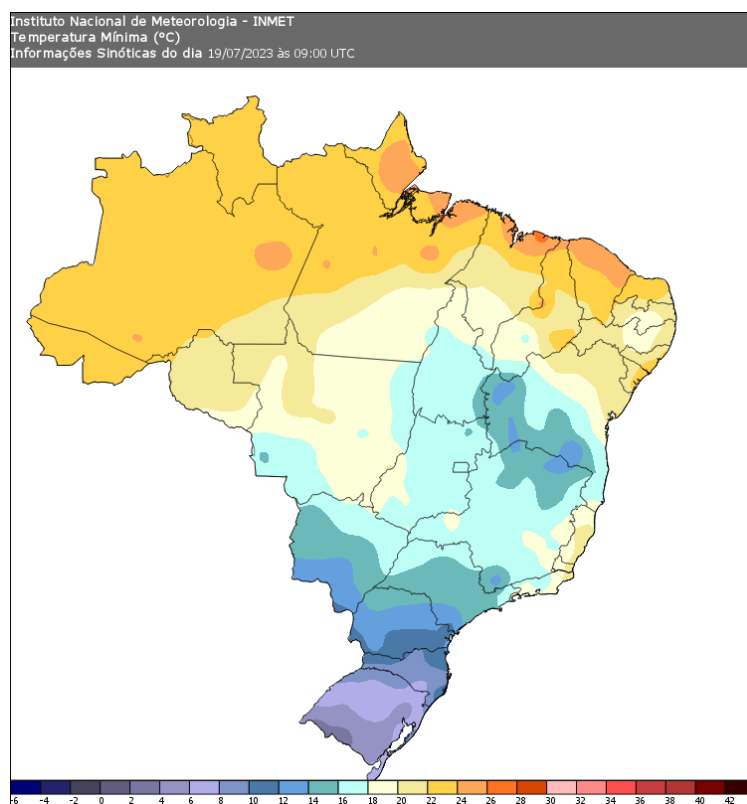 Instituto Nacional de Meteorologia - INMET
Temperatura Mínima (°C)
Informações Sinóticas do dia 19/07/2023 às 09:00 UTC
-6 -4 -2 0 2 4 6 8 10 12 14 16 18 20 22 24 26 28 30 32 34 36 38 40 42